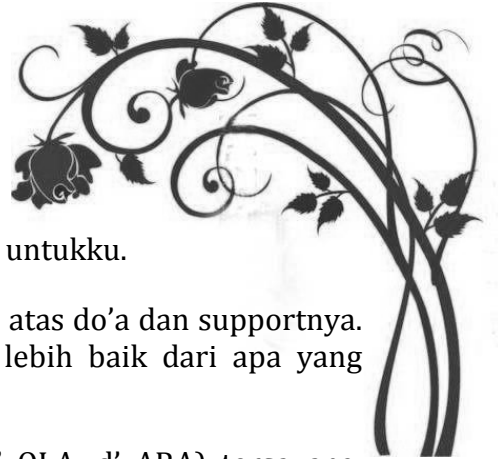 untukku.
atas do’a dan supportnya.
lebih baik dari apa yang